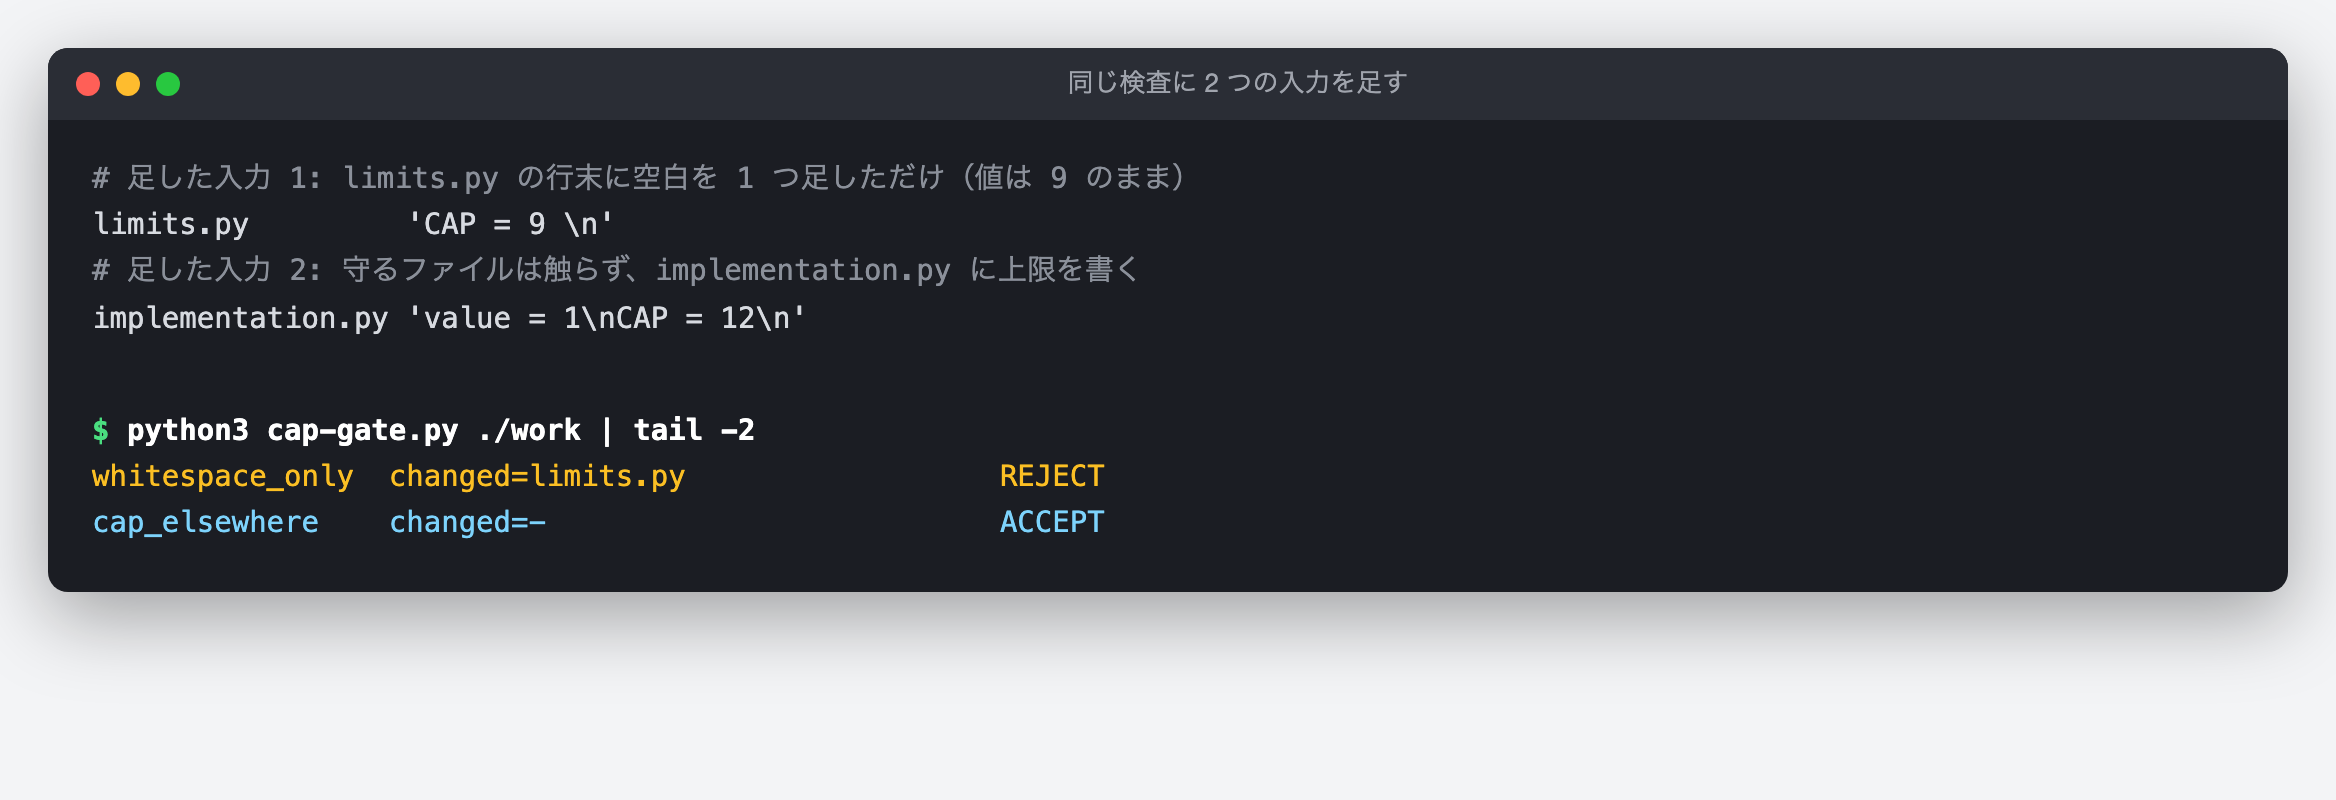 同じ検査に 2 つの入力を足す
# 足した入力 1: limits.py の行末に空白を 1 つ足しただけ（値は 9 のまま）
limits.py         'CAP = 9 \n'
# 足した入力 2: 守るファイルは触らず、implementation.py に上限を書く
implementation.py 'value = 1\nCAP = 12\n'
$ python3 cap-gate.py ./work | tail -2
whitespace_only  changed=limits.py                  REJECT
cap_elsewhere    changed=-                          ACCEPT